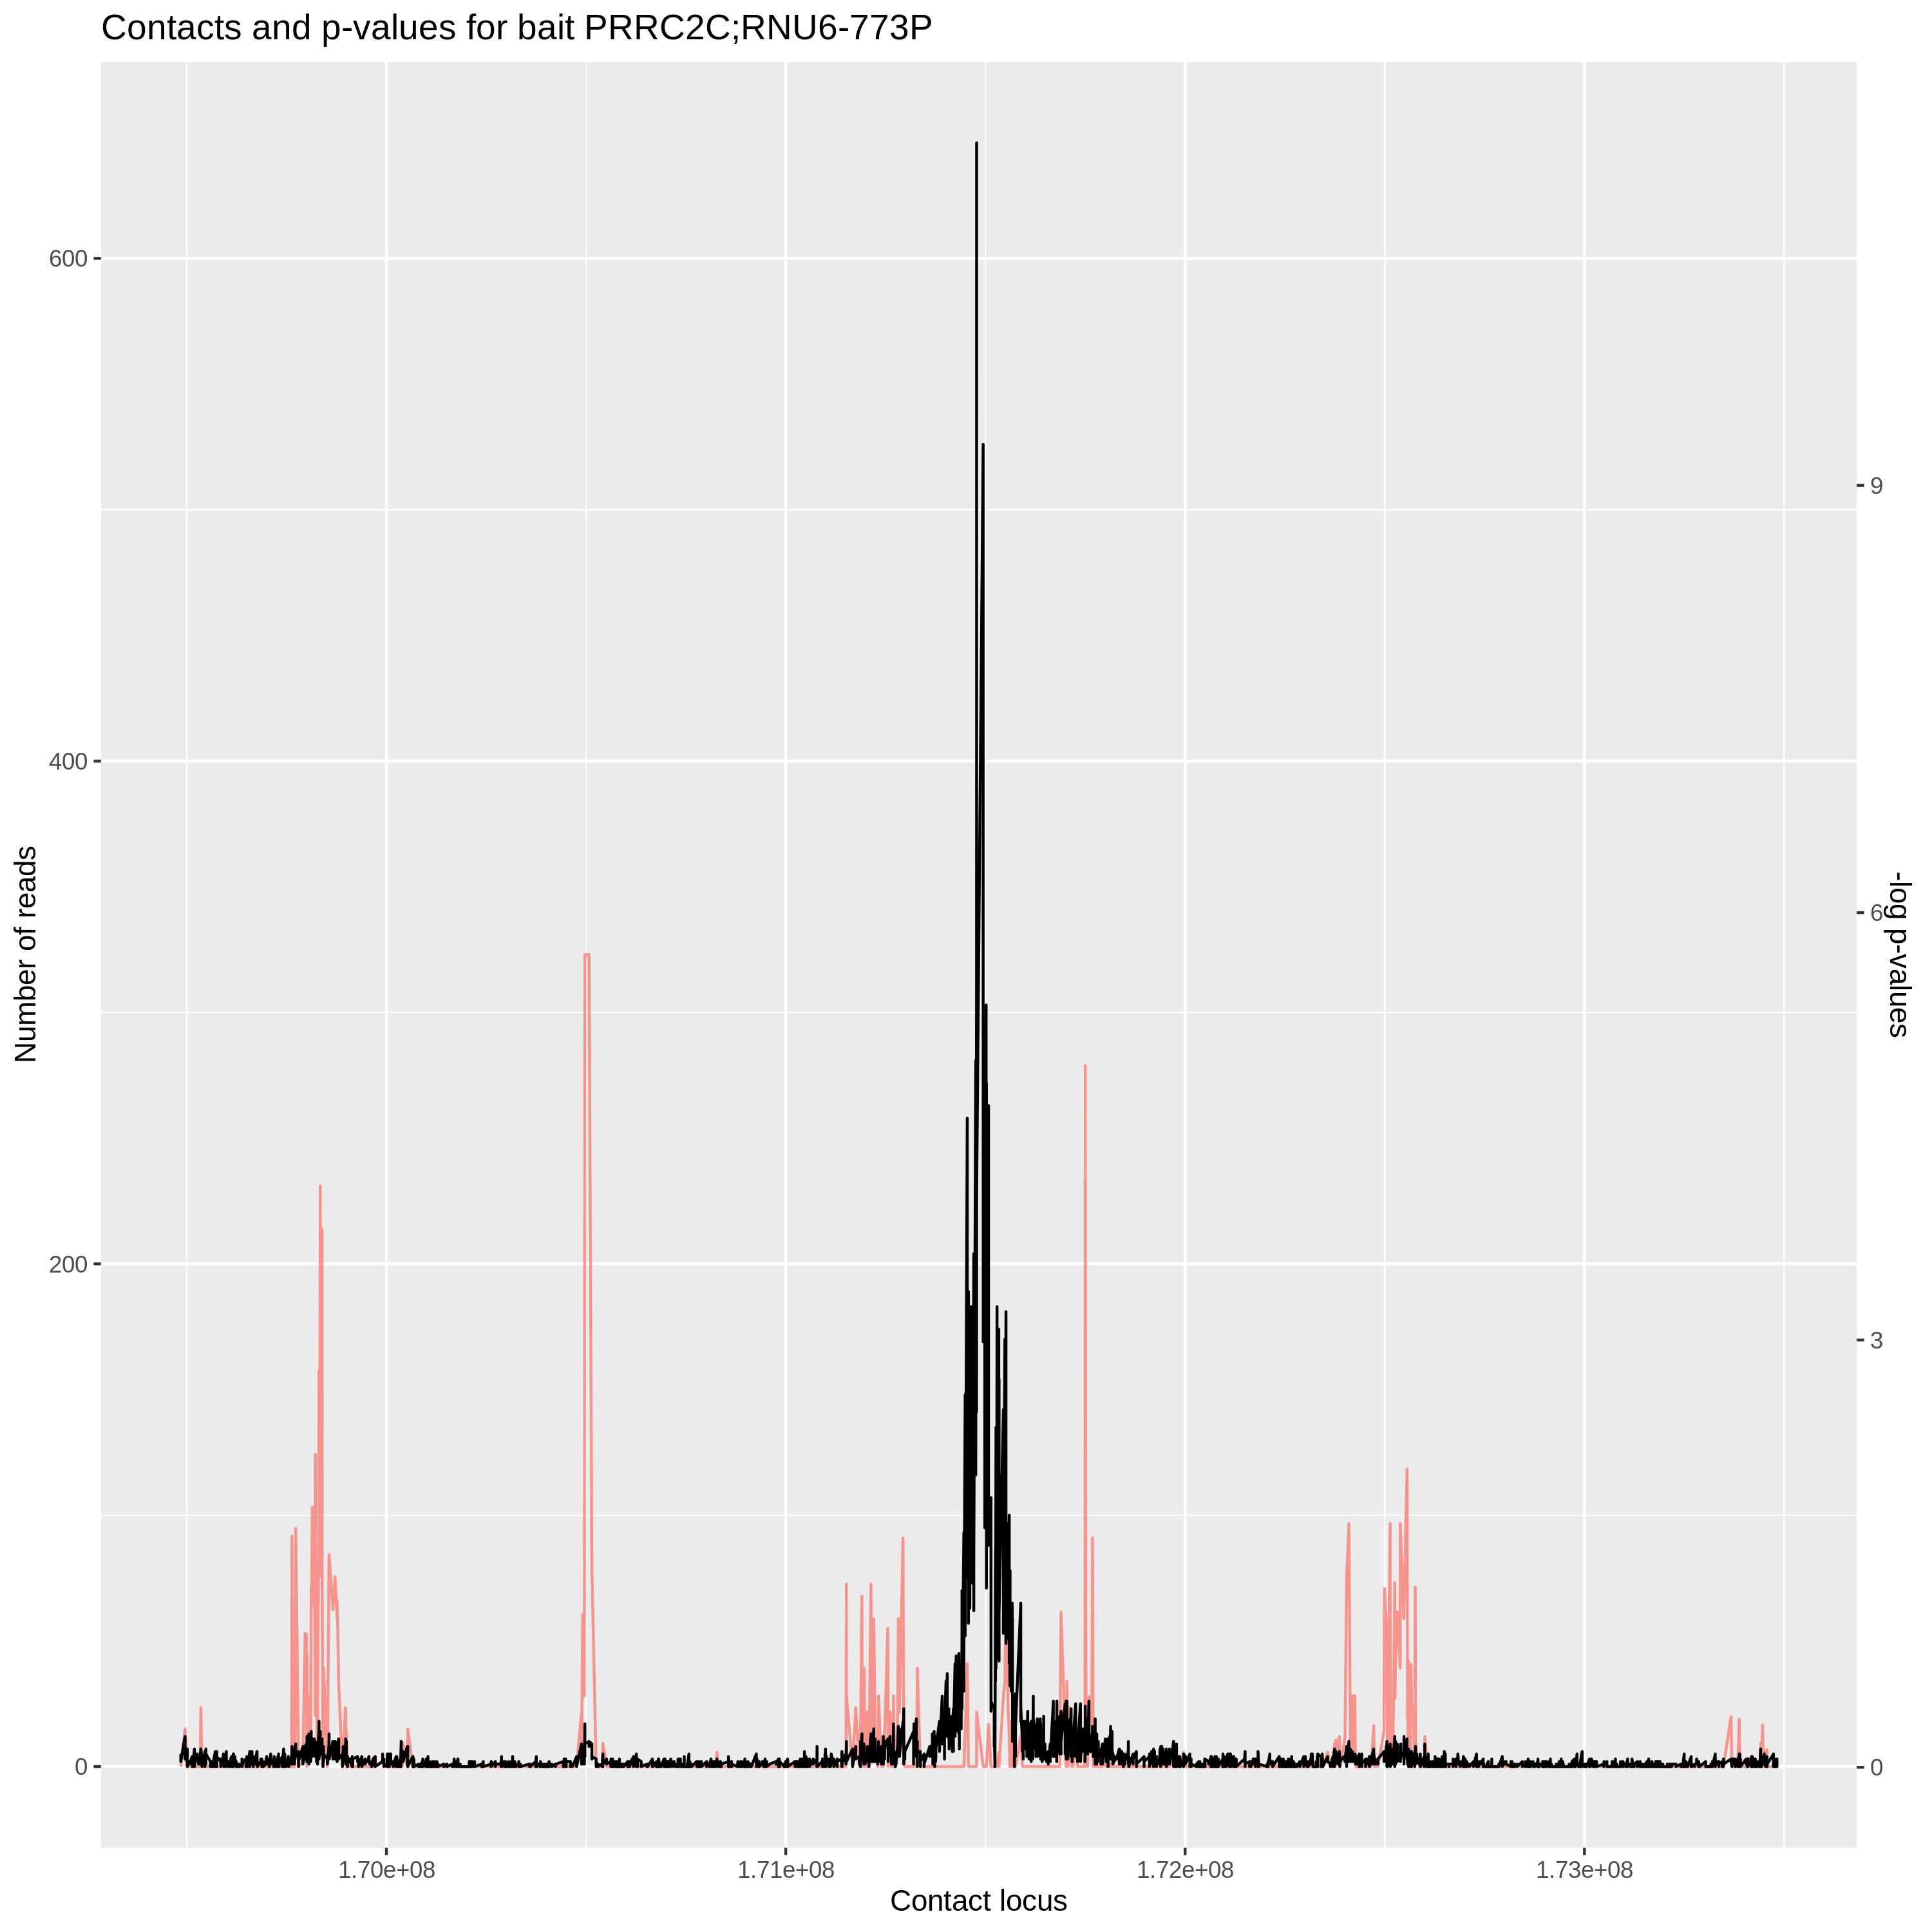 Contacts and p-values for bait PRRC2C;RNU6-773P
600
400
200
0
Number of reads
9
6
3
0
-log p-values
1.70e+08
1.71e+08
1.72e+08
1.73e+08
Contact locus